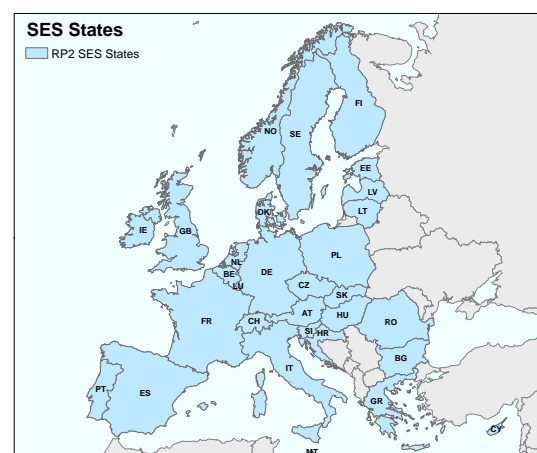 SES States
RP2 SES States
FI
NO
SE
EE
LV
LT
DK
IE
GB
NL
PL
BE
DE
LU
CZ
SK
FR
CH
AT
HU
SI
HR
RO
IT
BG
PT
ES
GR
CY
MT